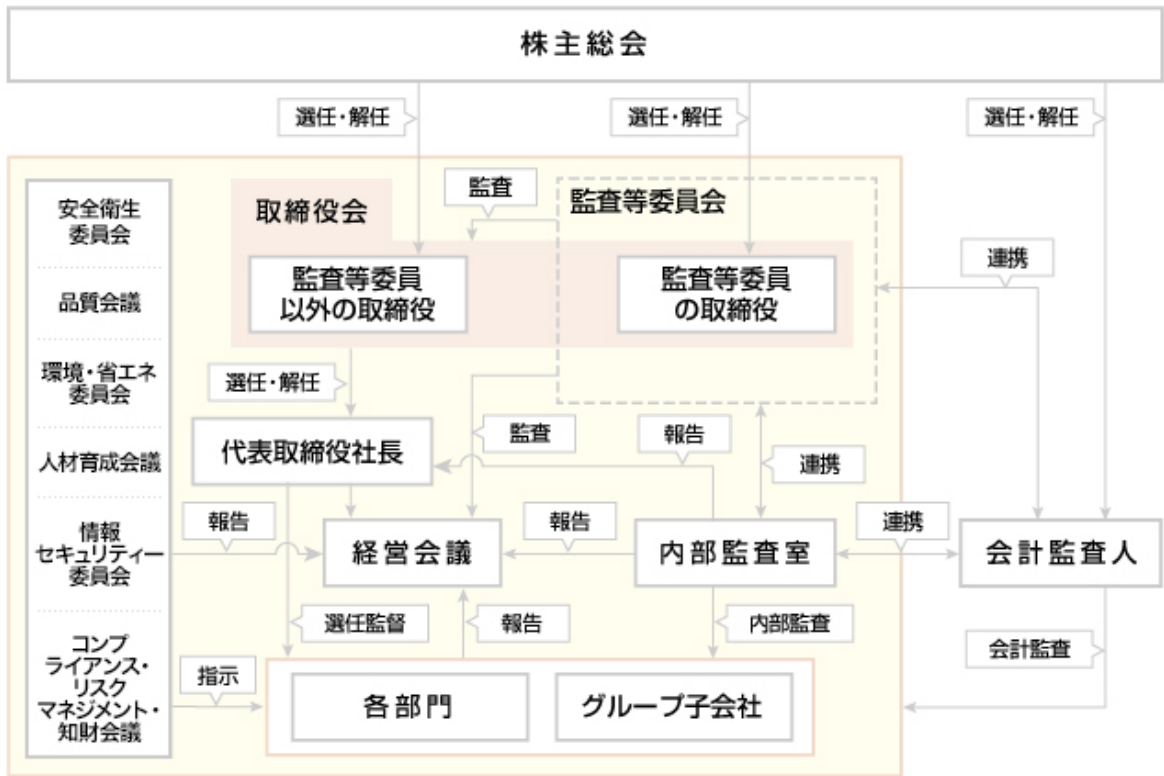 株主総会
選任・解任
選任・解任
選任・解任
安全衛生
委員会
品質会議
環境・省エネ
委員会
人材育成会議
情報
セキュリティー
委員会
コンプ
ライアンス・
リスク
マネジメント・
知財会議
取締役会
監査
監査等委員会
監査等委員
以外の取締役
監査等委員
の取締役
連携
選任・解任
代表取締役社長
監査
報告
連携
報告
経営会議
報告
内部監査室
連携
会計監査人
選任監督
報告
内部監査
会計監査
指示
各部門
グループ子会社